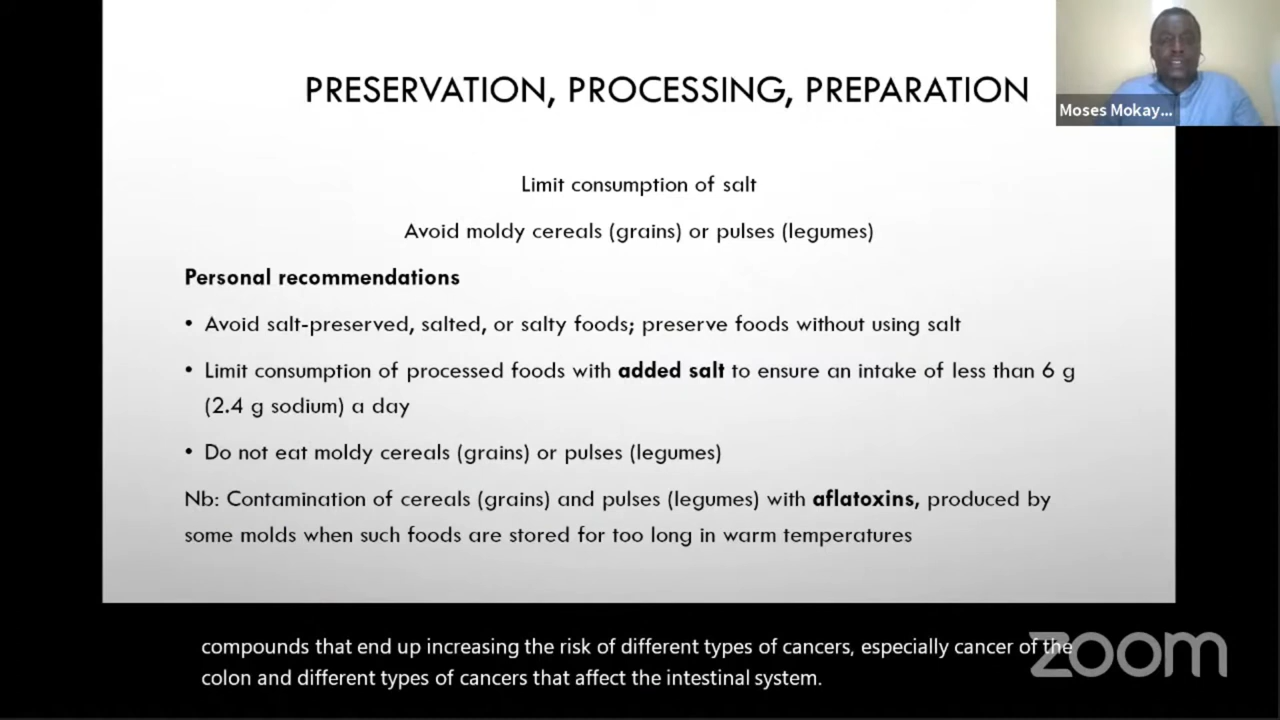 PRESERVATION, PROCESSING, PREPARATION
Moses Mokay...
Limit consumption of salt
Avoid moldy cereals (grains) or pulses (legumes)
Personal recommendations
• Avoid salt-preserved, salted, or salty foods; preserve foods without using salt
• Limit consumption of processed foods with added salt to ensure an intake of less than 6 g
(2.4 g sodium) a day
• Do not eat moldy cereals (grains) or pulses (legumes)
Nb: Contamination of cereals (grains) and pulses (legumes) with aflatoxins, produced by
some molds when such foods are stored for too long in warm temperatures
compounds that end up increasing the risk of different types of cancers, especially cancer of the
colon and different types of cancers that affect the intestinal system.
zoom